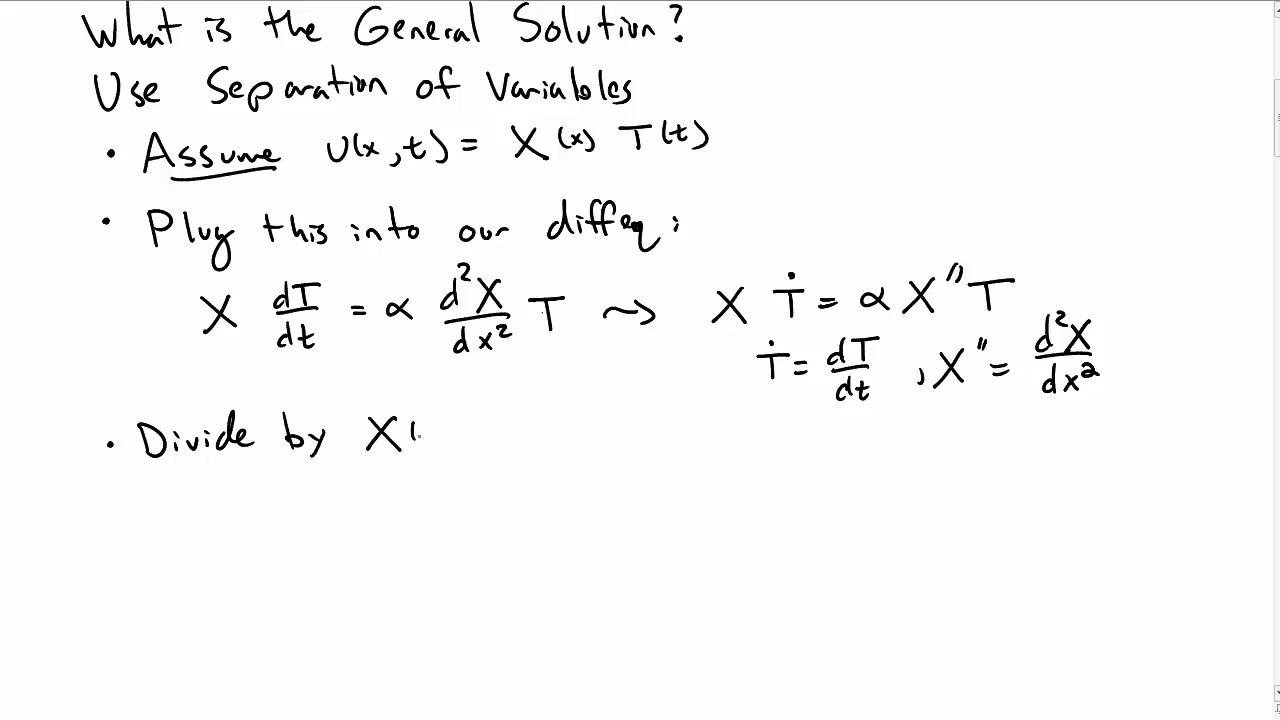 What is the General Solution?
Use Separation of Variables
• Assume U(x,t) = X(x) T(t)
• Plug this into our diffeq:
X dT/dt = α d²X/dx² T ⇝ X Ṫ = α X'' T
Ṫ = dT/dt , X'' = d²X/dx²
• Divide by X(